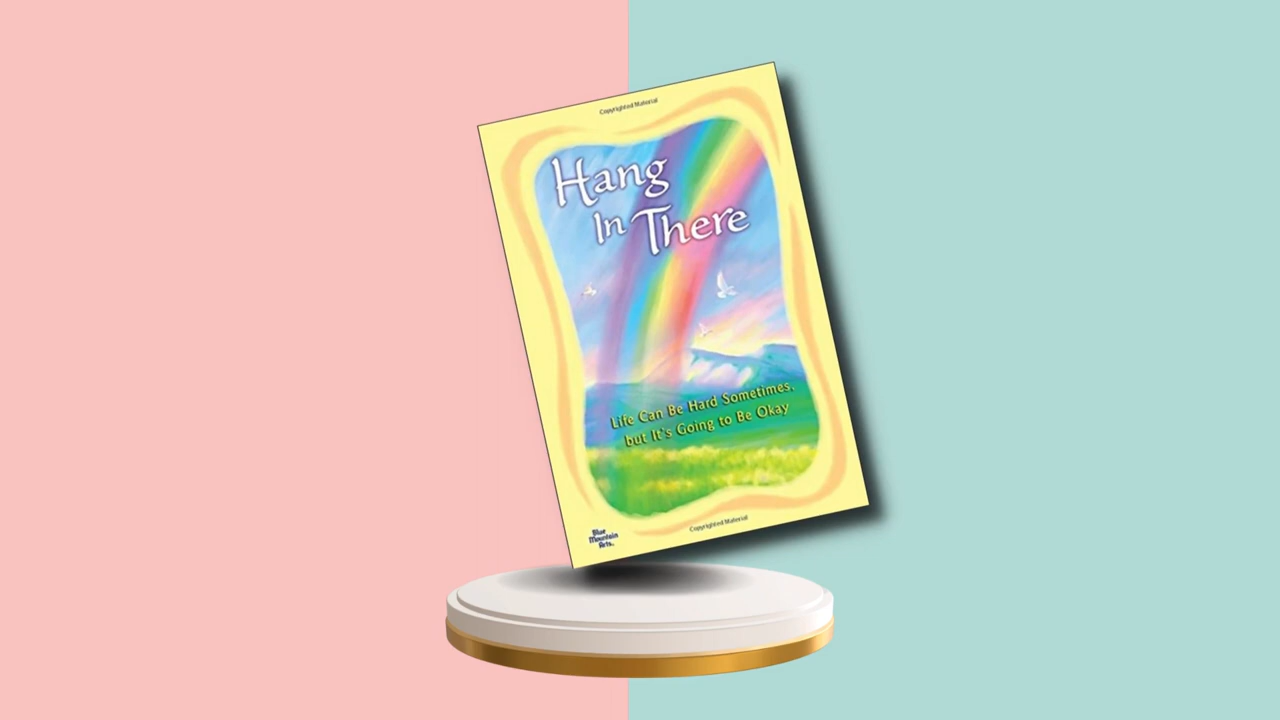 Copyrighted Material
Hang
In There
Life Can Be Hard Sometimes,
but It's Going to Be Okay
Blue
Mountain
Arts.
Copyrighted Material